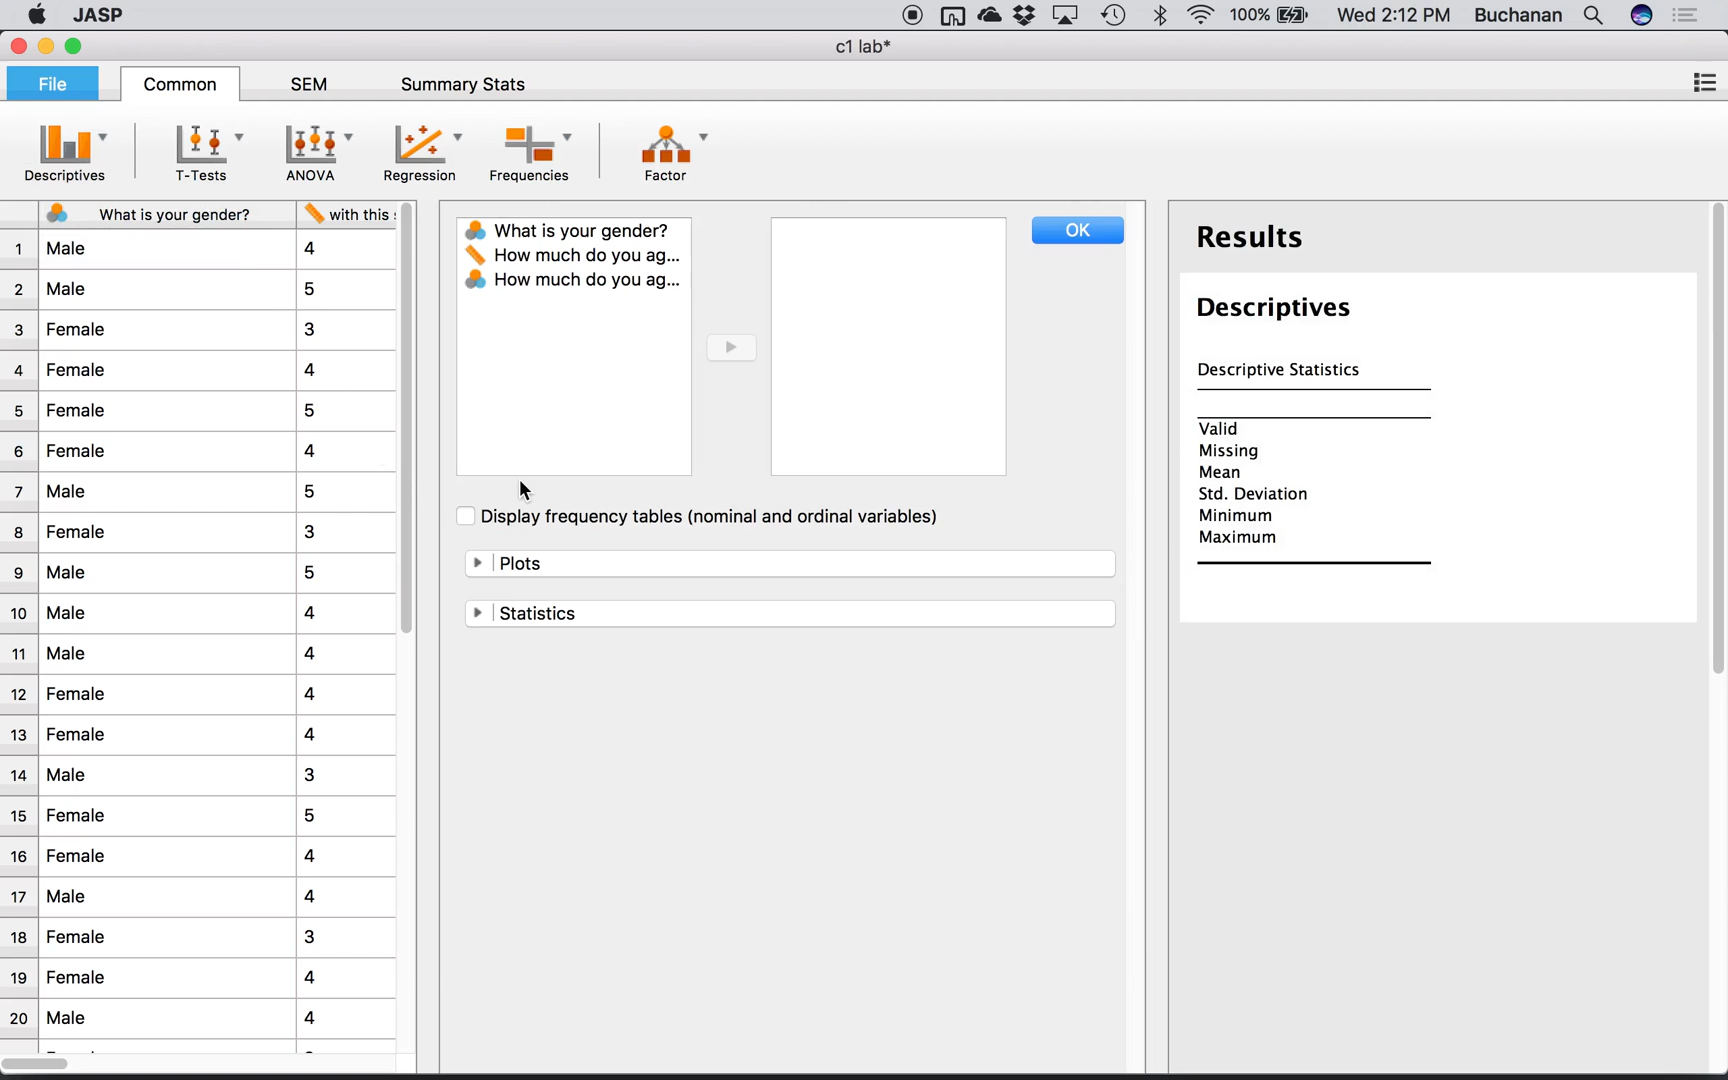 JASP
100%
Wed 2:12 PM
Buchanan
c1 lab*
File
Common
SEM
Summary Stats
Descriptives
T-Tests
ANOVA
Regression
Frequencies
Factor
What is your gender?
with this
1 Male 4
2 Male 5
3 Female 3
4 Female 4
5 Female 5
6 Female 4
7 Male 5
8 Female 3
9 Male 5
10 Male 4
11 Male 4
12 Female 4
13 Female 4
14 Male 3
15 Female 5
16 Female 4
17 Male 4
18 Female 3
19 Female 4
20 Male 4
What is your gender?
How much do you ag...
How much do you ag...
OK
Display frequency tables (nominal and ordinal variables)
Plots
Statistics
Results
Descriptives
Descriptive Statistics
Valid
Missing
Mean
Std. Deviation
Minimum
Maximum